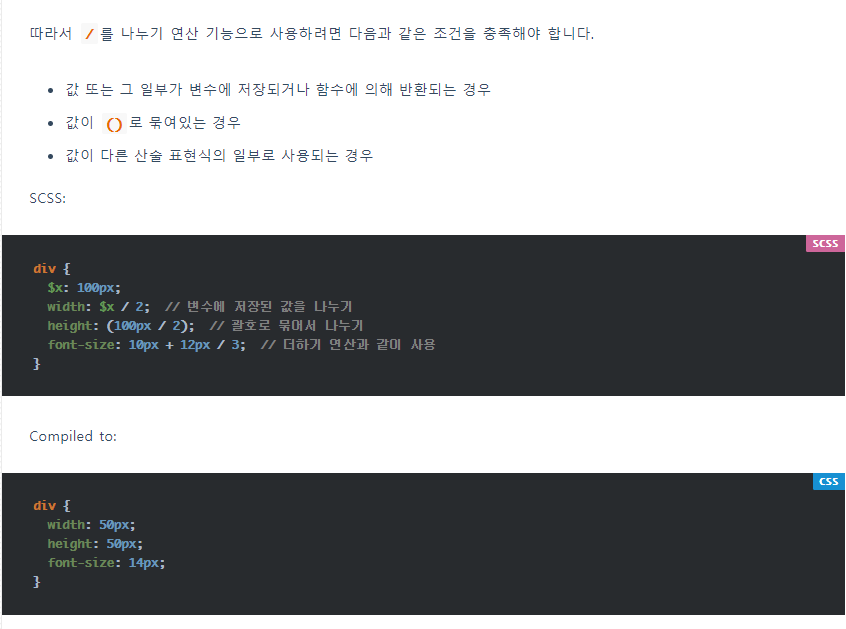 따라서 / 를 나누기 연산 기능으로 사용하려면 다음과 같은 조건을 충족해야 합니다.
• 값 또는 그 일부가 변수에 저장되거나 함수에 의해 반환되는 경우
• 값이 () 로 묶여있는 경우
• 값이 다른 산술 표현식의 일부로 사용되는 경우
SCSS:
SCSS
div {
  $x: 100px;
  width: $x / 2;  // 변수에 저장된 값을 나누기
  height: (100px / 2);  // 괄호로 묶어서 나누기
  font-size: 10px + 12px / 3;  // 더하기 연산과 같이 사용
}
Compiled to:
CSS
div {
  width: 50px;
  height: 50px;
  font-size: 14px;
}